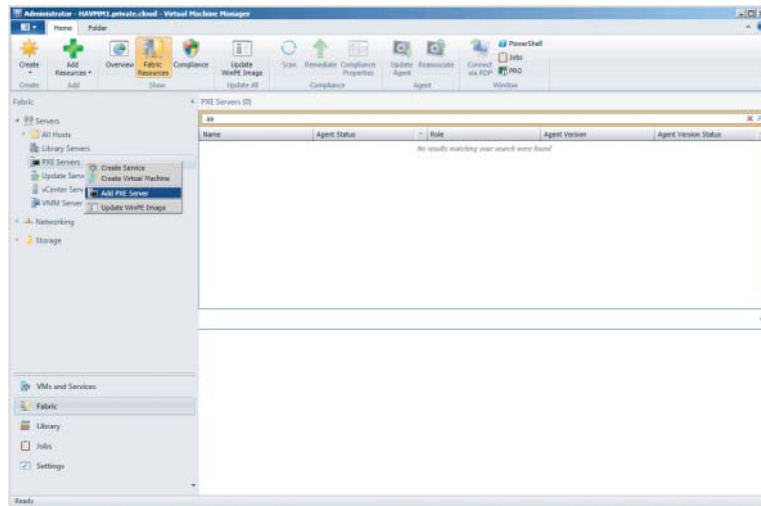 Administrator - HAVMM1.private.cloud - Virtual Machine Manager
Home Folder
Create
Add Resources
Overview
Fabric Resources
Compliance
Update WinPE Image
Scan
Remediate
Compliance Properties
Update Agent
Reassociate
Connect via RDP
PowerShell
Jobs
PRO
Create Add Show Update All Compliance Agent Window
Fabric
PXE Servers (0)
Servers
All Hosts
Library Servers
PXE Servers
Update Serv
vCenter Serv
VMM Server
Networking
Storage
Create Service
Create Virtual Machine
Add PXE Server
Update WinPE Image
Name Agent Status Role Agent Version Agent Version Status
No results matching your search were found
VMs and Services
Fabric
Library
Jobs
Settings
Ready